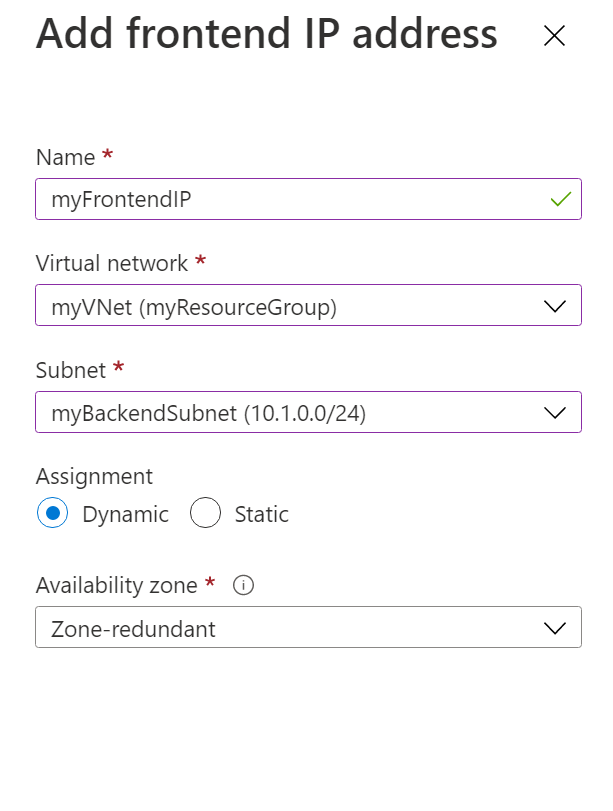 Add frontend IP address
Name *
myFrontendIP
Virtual network *
myVNet (myResourceGroup)
Subnet *
myBackendSubnet (10.1.0.0/24)
Assignment
Dynamic Static
Availability zone *
Zone-redundant